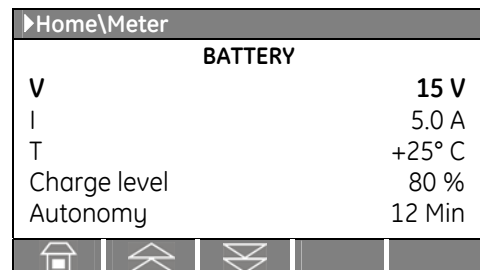 Home\Meter
BATTERY
V 15 V
I 5.0 A
T +25° C
Charge level 80 %
Autonomy 12 Min